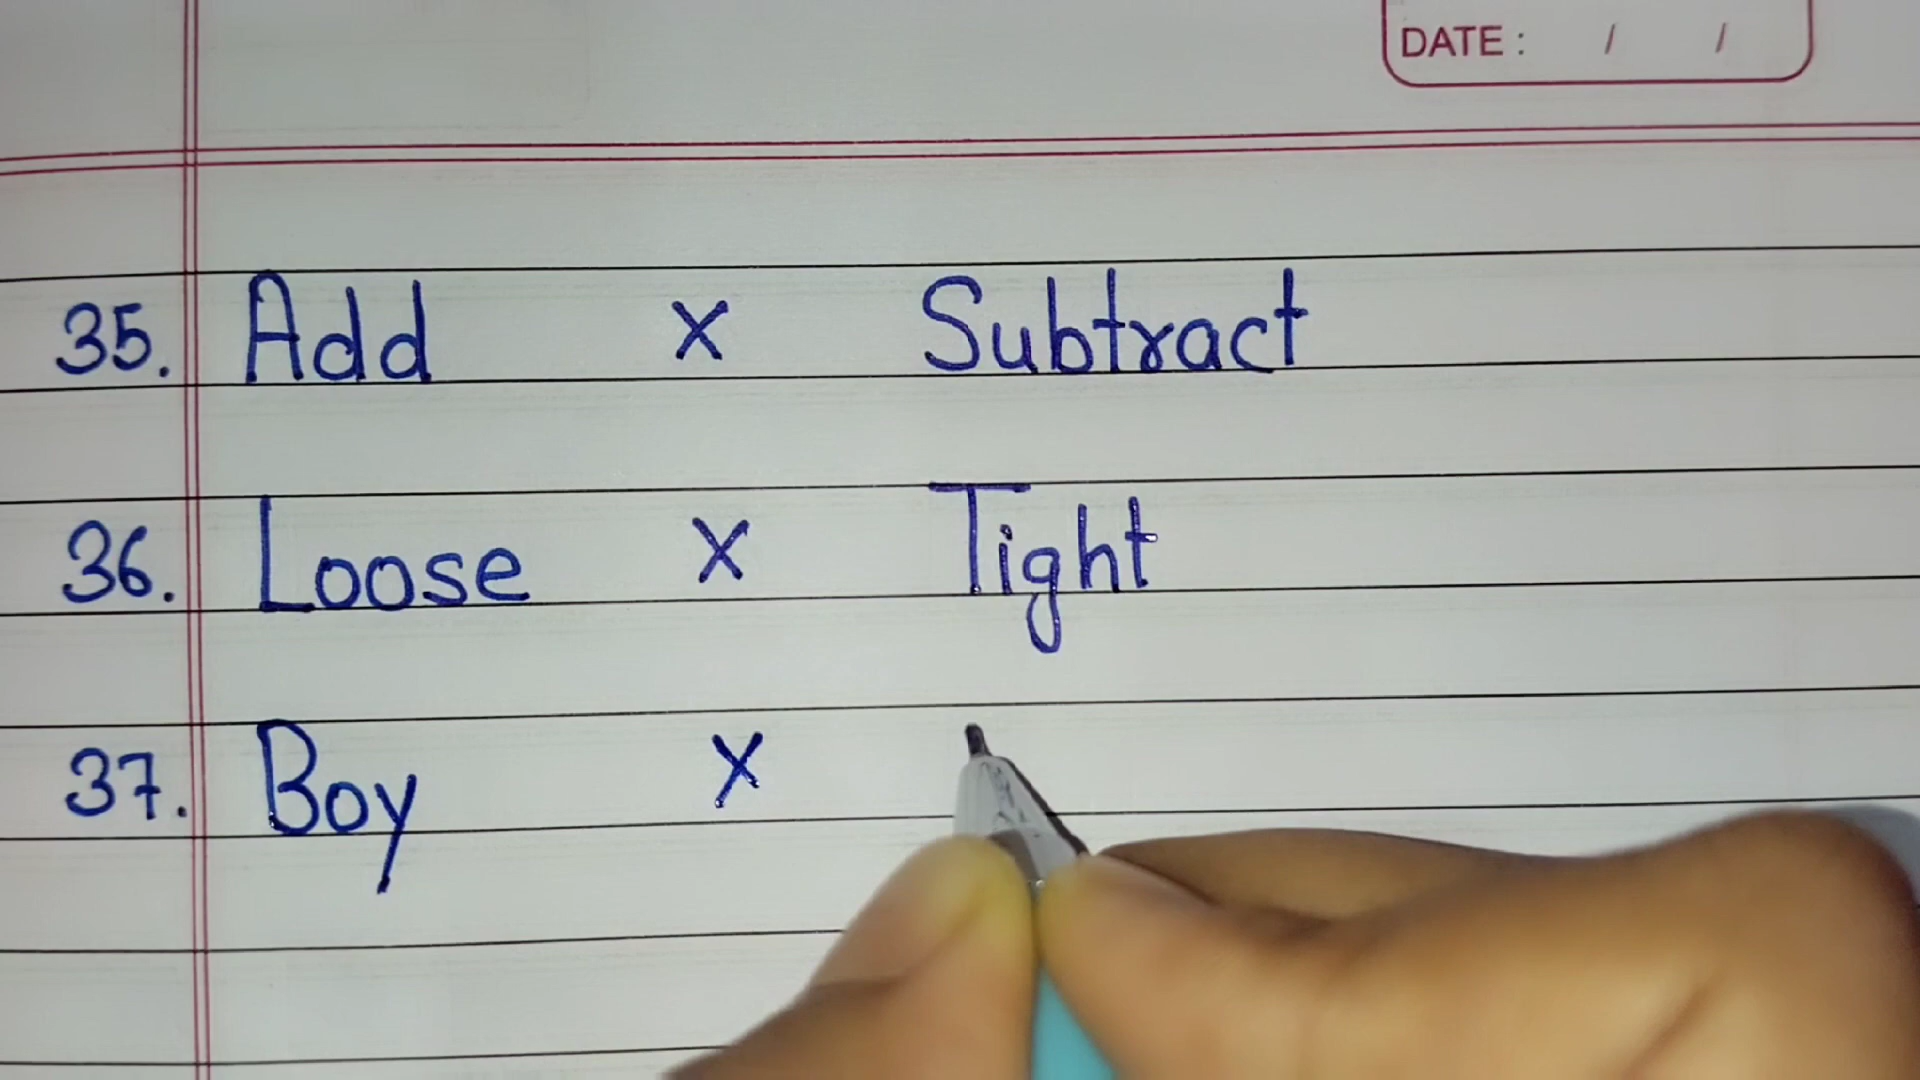 DATE : / /
35. Add x Subtract
36. Loose x Tight
37. Boy x